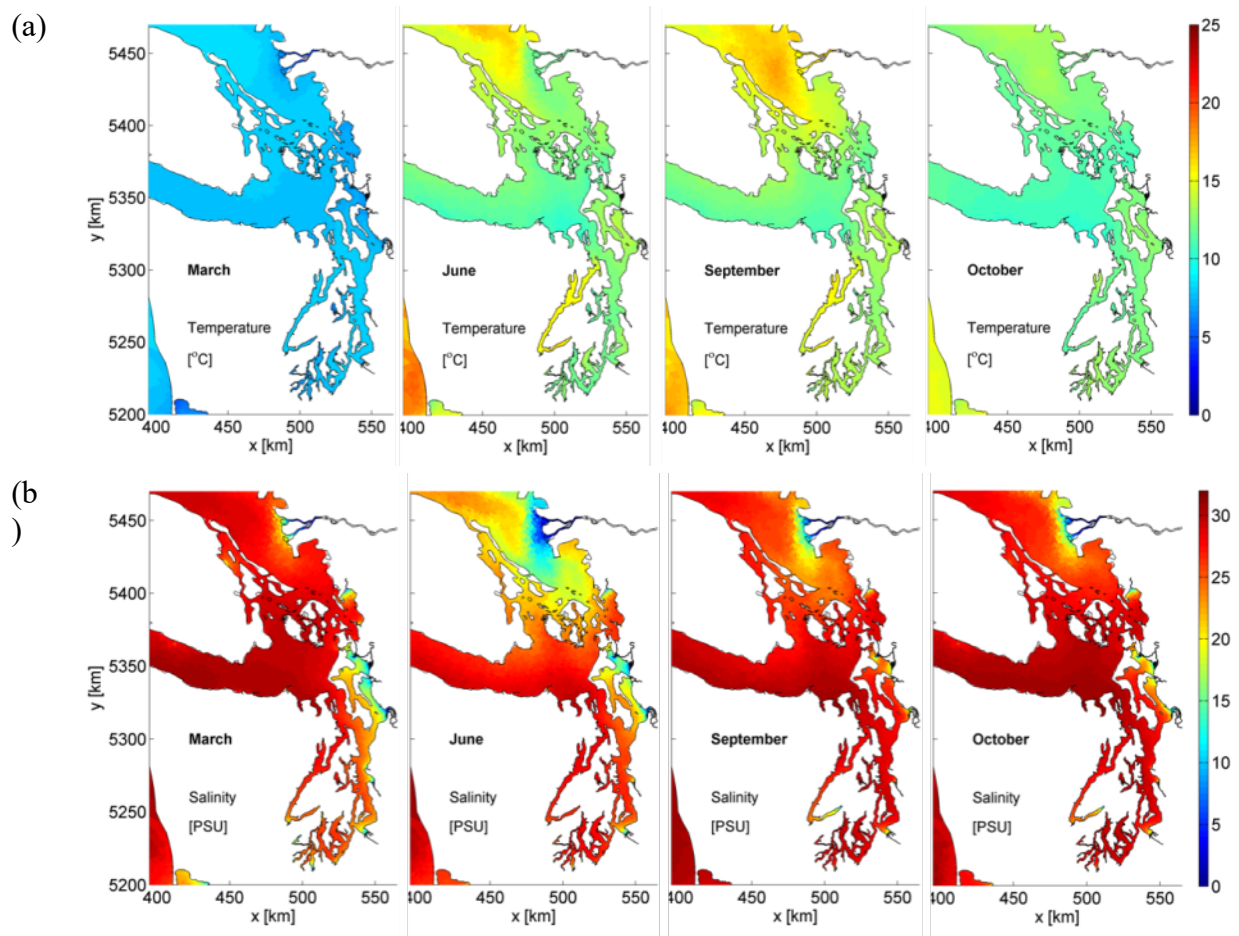 (a)
5450
5400
5350
5300
5250
5200
y [km]
March
Temperature
[°C]
June
Temperature
[°C]
September
Temperature
[°C]
October
Temperature
[°C]
400 450 500 550
400 450 500 550
400 450 500 550
400 450 500 550
x [km]
x [km]
x [km]
x [km]
25
20
15
10
5
0
(b
)
5450
5400
5350
5300
5250
5200
y [km]
March
Salinity
[PSU]
June
Salinity
[PSU]
September
Salinity
[PSU]
October
Salinity
[PSU]
400 450 500 550
400 450 500 550
400 450 500 550
400 450 500 550
x [km]
x [km]
x [km]
x [km]
30
25
20
15
10
5
0